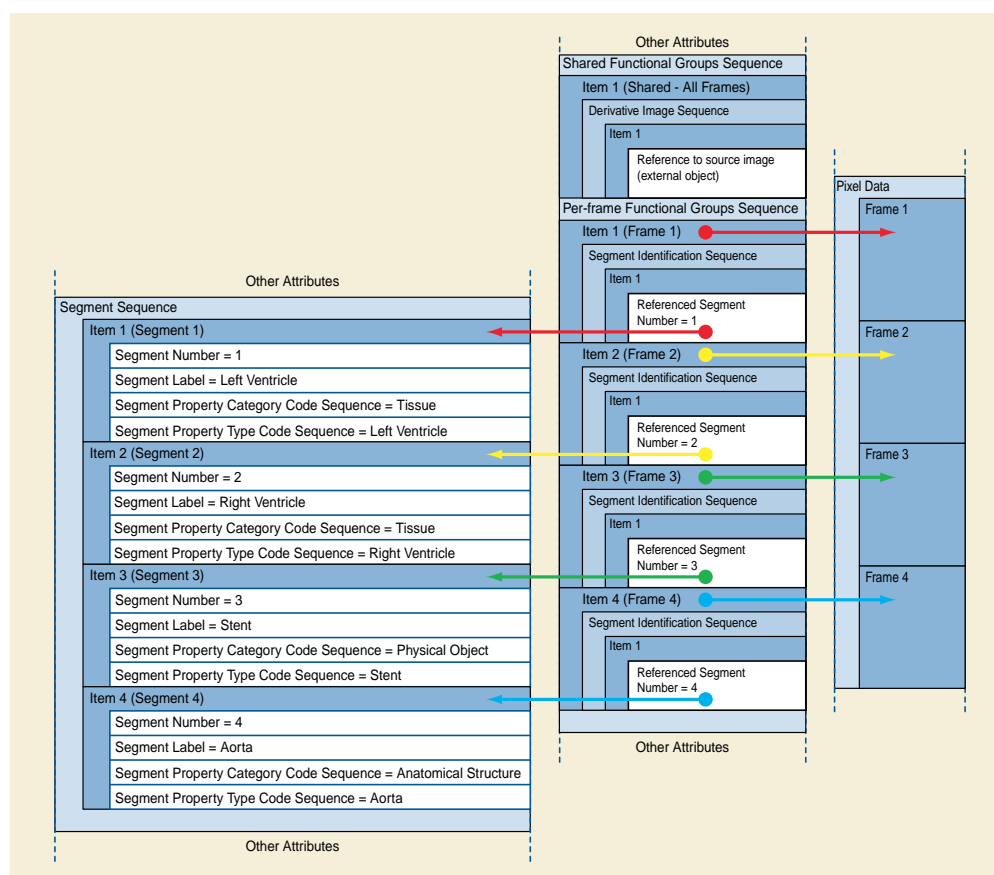 Other Attributes
Segment Sequence
Item 1 (Segment 1)
Segment Number = 1
Segment Label = Left Ventricle
Segment Property Category Code Sequence = Tissue
Segment Property Type Code Sequence = Left Ventricle
Item 2 (Segment 2)
Segment Number = 2
Segment Label = Right Ventricle
Segment Property Category Code Sequence = Tissue
Segment Property Type Code Sequence = Right Ventricle
Item 3 (Segment 3)
Segment Number = 3
Segment Label = Stent
Segment Property Category Code Sequence = Physical Object
Segment Property Type Code Sequence = Stent
Item 4 (Segment 4)
Segment Number = 4
Segment Label = Aorta
Segment Property Category Code Sequence = Anatomical Structure
Segment Property Type Code Sequence = Aorta
Other Attributes
Other Attributes
Shared Functional Groups Sequence
Item 1 (Shared - All Frames)
Derivative Image Sequence
Item 1
Reference to source image
(external object)
Per-frame Functional Groups Sequence
Item 1 (Frame 1)
Segment Identification Sequence
Item 1
Referenced Segment
Number = 1
Item 2 (Frame 2)
Segment Identification Sequence
Item 1
Referenced Segment
Number = 2
Item 3 (Frame 3)
Segment Identification Sequence
Item 1
Referenced Segment
Number = 3
Item 4 (Frame 4)
Segment Identification Sequence
Item 1
Referenced Segment
Number = 4
Other Attributes
Pixel Data
Frame 1
Frame 2
Frame 3
Frame 4